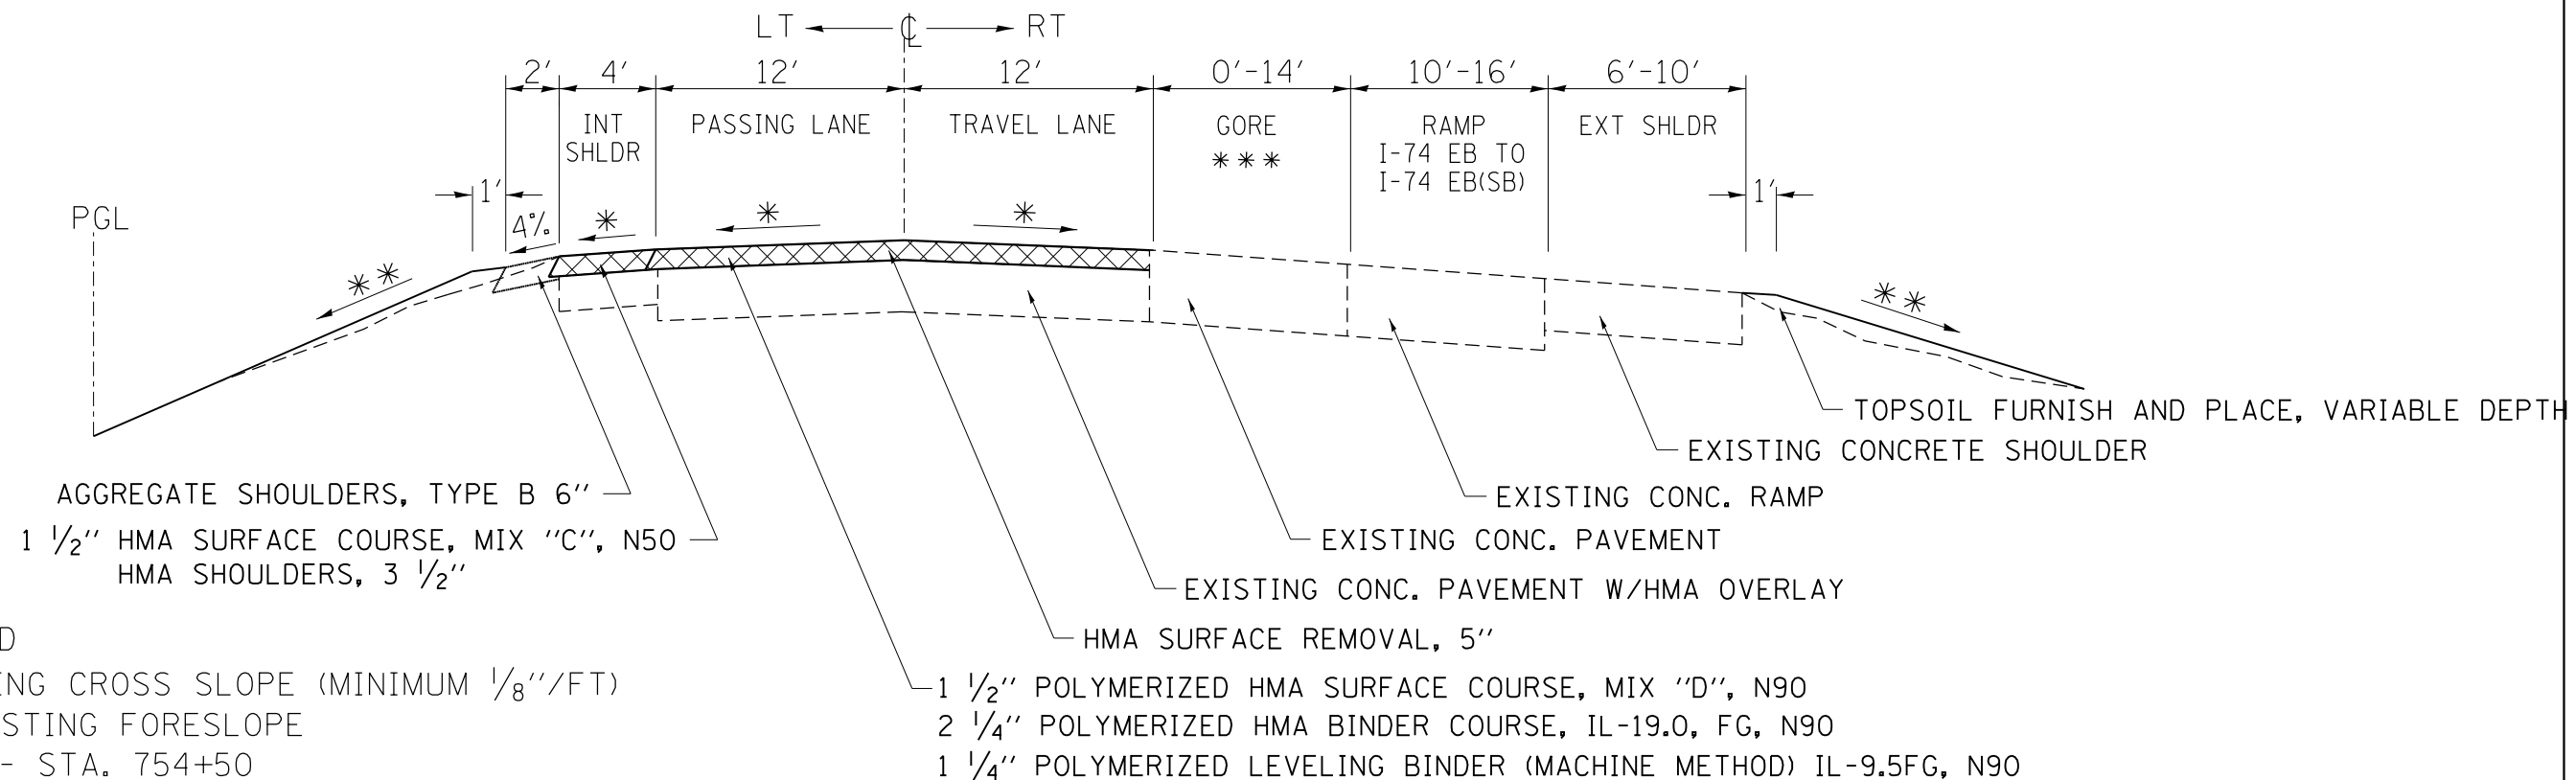 LT ℄ RT
2' 4' 12' 12' 0'-14' 10'-16' 6'-10'
INT
SHLDR
PASSING LANE
TRAVEL LANE
GORE
***
RAMP
I-74 EB TO
I-74 EB(SB)
EXT SHLDR
1'
1'
PGL
4%
*
*
*
**
**
TOPSOIL FURNISH AND PLACE, VARIABLE DEPTH
EXISTING CONCRETE SHOULDER
AGGREGATE SHOULDERS, TYPE B 6"
EXISTING CONC. RAMP
1 1/2" HMA SURFACE COURSE, MIX "C", N50
HMA SHOULDERS, 3 1/2"
EXISTING CONC. PAVEMENT
EXISTING CONC. PAVEMENT W/HMA OVERLAY
HMA SURFACE REMOVAL, 5"
D
ING CROSS SLOPE (MINIMUM 1/8"/FT)
STING FORESLOPE
- STA. 754+50
1 1/2" POLYMERIZED HMA SURFACE COURSE, MIX "D", N90
2 1/4" POLYMERIZED HMA BINDER COURSE, IL-19.0, FG, N90
1 1/4" POLYMERIZED LEVELING BINDER (MACHINE METHOD) IL-9.5FG, N90